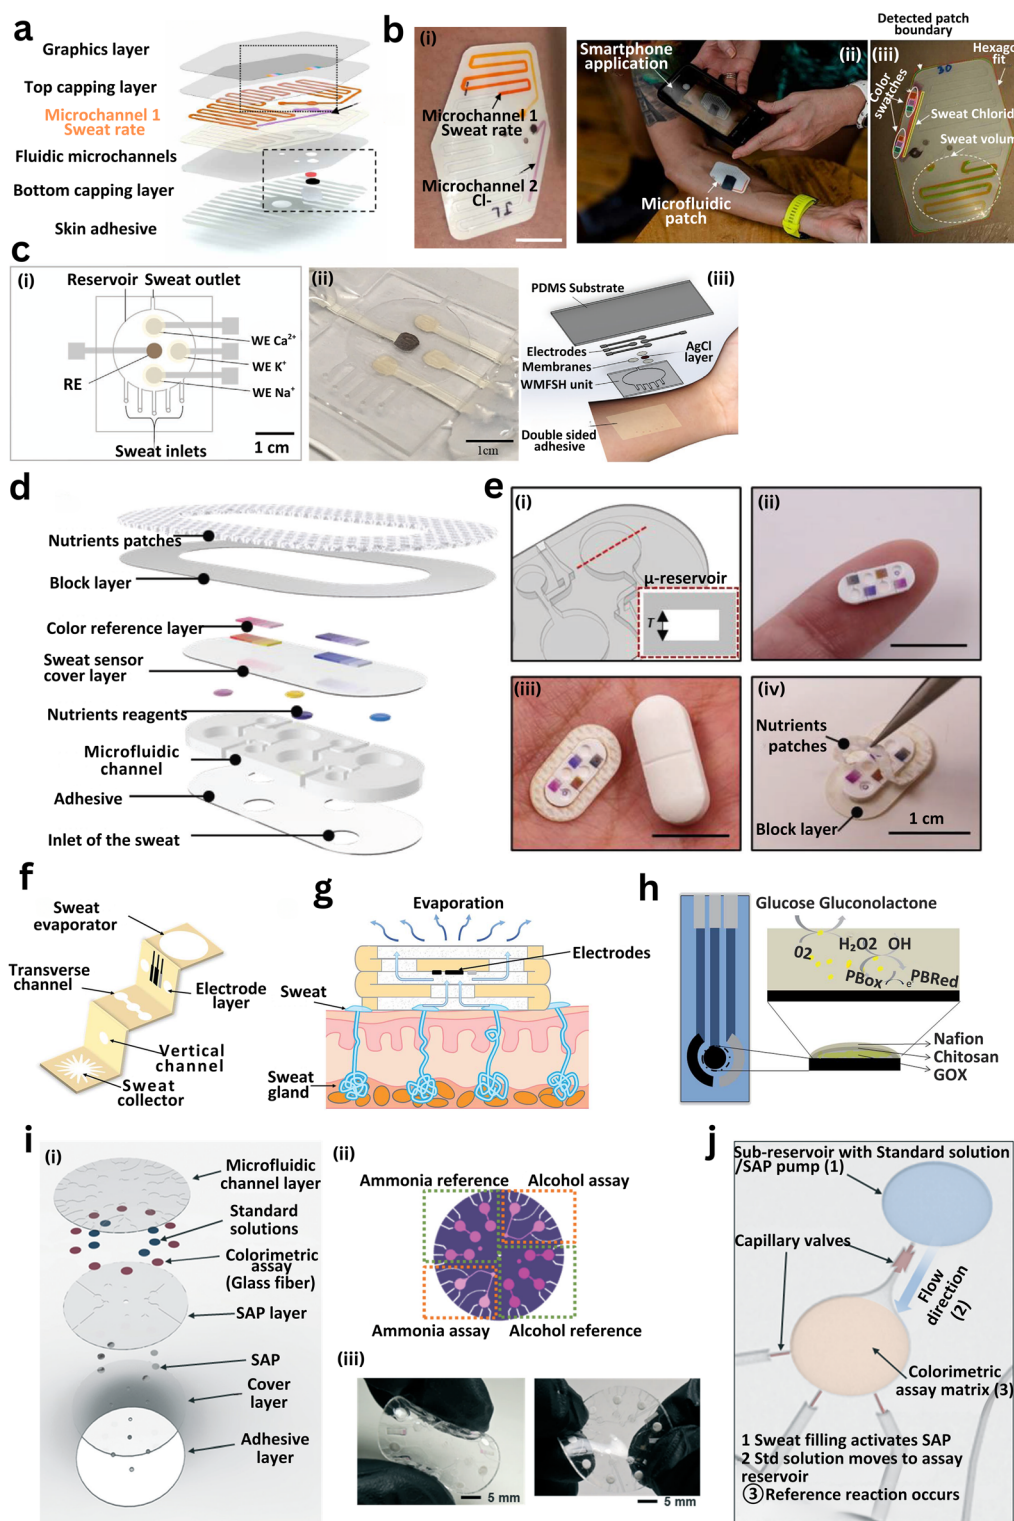 a
Graphics layer
Top capping layer
Microchannel 1
Sweat rate
Fluidic microchannels
Bottom capping layer
Skin adhesive
b
(i)
Microchannel 1
Sweat rate
Microchannel 2
Cl-
JL
Smartphone
application
(ii)
Microfluidic
patch
Detected patch
boundary
(iii)
Hexago
fit
Color
swatches
Sweat Chlorid
Sweat volum
c
(i)
Reservoir Sweat outlet
WE Ca²⁺
WE K⁺
WE Na⁺
RE
Sweat inlets
1 cm
(ii)
1cm
(iii)
PDMS Substrate
Electrodes
AgCl
layer
Membranes
WMFSH unit
Double sided
adhesive
d
Nutrients patches
Block layer
Color reference layer
Sweat sensor
cover layer
Nutrients reagents
Microfluidic
channel
Adhesive
Inlet of the sweat
e
(i)
μ-reservoir
T
(ii)
(iii)
(iv)
Nutrients
patches
Block layer
1 cm
f
Sweat
evaporator
Transverse
channel
Electrode
layer
Vertical
channel
Sweat
collector
g
Evaporation
Electrodes
Sweat
Sweat
gland
h
Glucose Gluconolactone
O2
H₂O2 OH
PBox
e⁻
PBRed
Nafion
Chitosan
GOX
i
(i)
Microfluidic
channel layer
Standard
solutions
Colorimetric
assay
(Glass fiber)
SAP layer
SAP
Cover
layer
Adhesive
layer
(ii)
Ammonia reference
Alcohol assay
Ammonia assay
Alcohol reference
(iii)
5 mm
5 mm
j
Sub-reservoir with Standard solution
/SAP pump (1)
Capillary valves
Flow
direction
(2)
Colorimetric
assay matrix (3)
1 Sweat filling activates SAP
2 Std solution moves to assay
reservoir
③ Reference reaction occurs